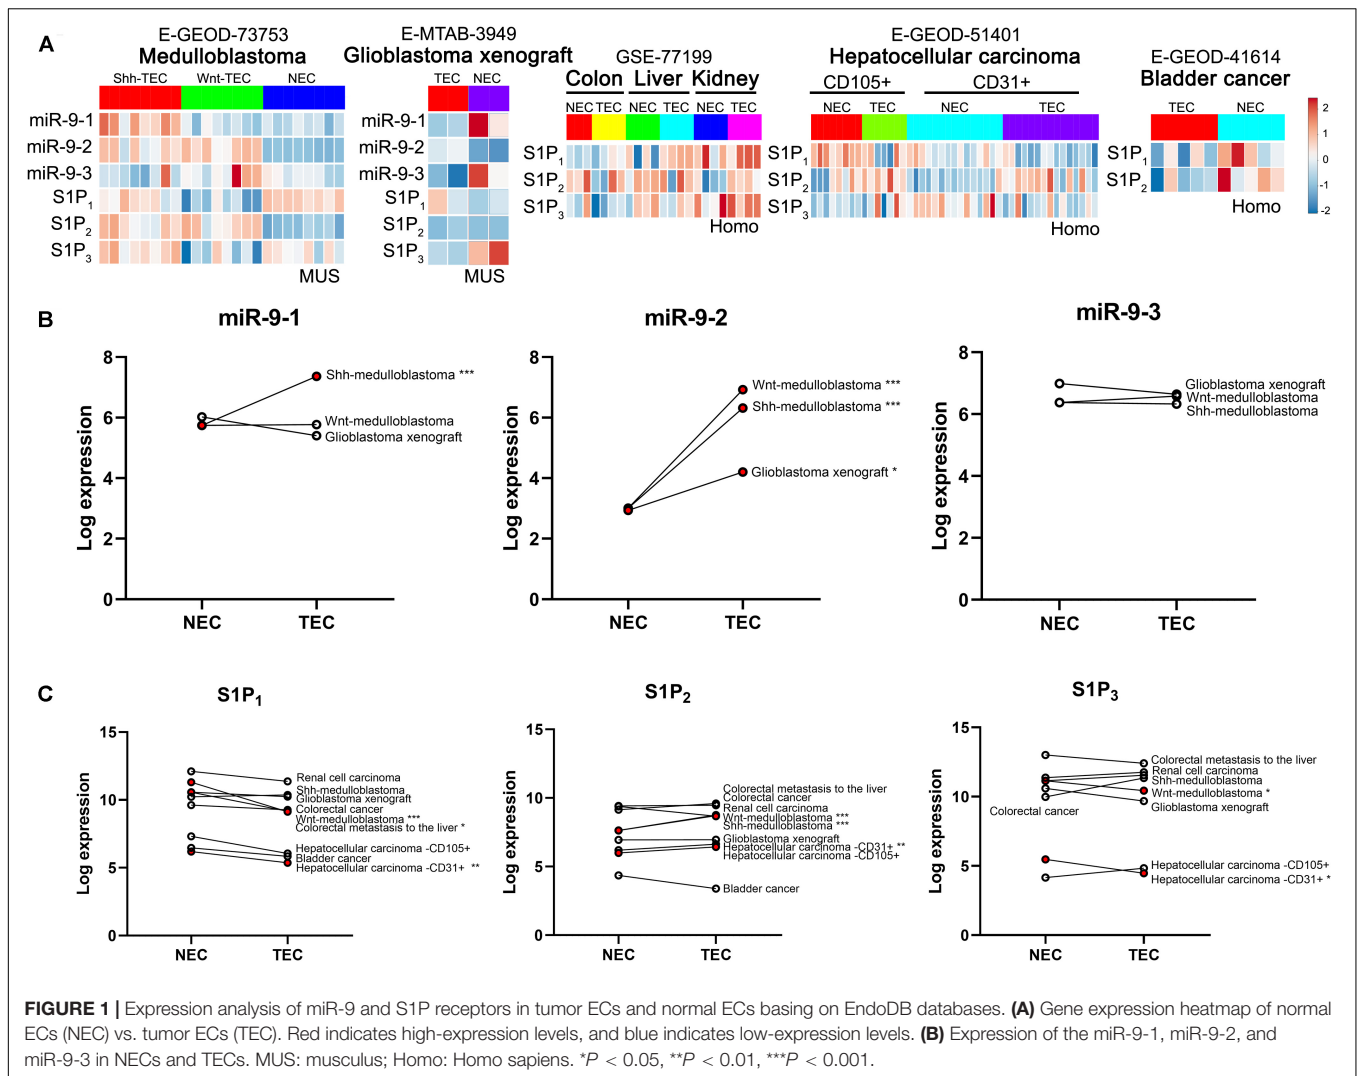 A
E-GEOD-73753
Medulloblastoma
Shh-TEC Wnt-TEC NEC
miR-9-1
miR-9-2
miR-9-3
S1P1
S1P2
S1P3
MUS
E-MTAB-3949
Glioblastoma xenograft
TEC NEC
miR-9-1
miR-9-2
miR-9-3
S1P1
S1P2
S1P3
MUS
GSE-77199
Colon Liver Kidney
NEC TEC NEC TEC NEC TEC
S1P1
S1P2
S1P3
Homo
E-GEOD-51401
Hepatocellular carcinoma
CD105+ CD31+
NEC TEC NEC TEC
S1P1
S1P2
S1P3
Homo
E-GEOD-41614
Bladder cancer
TEC NEC
S1P1
S1P2
Homo
2
1
0
-1
-2
B
miR-9-1
Log expression
8
6
4
2
0
Shh-medulloblastoma ***
Wnt-medulloblastoma
Glioblastoma xenograft
NEC TEC
miR-9-2
Log expression
8
6
4
2
0
Wnt-medulloblastoma ***
Shh-medulloblastoma ***
Glioblastoma xenograft *
NEC TEC
miR-9-3
Log expression
8
6
4
2
0
Glioblastoma xenograft
Wnt-medulloblastoma
Shh-medulloblastoma
NEC TEC
C
S1P1
Log expression
15
10
5
0
Renal cell carcinoma
Shh-medulloblastoma
Glioblastoma xenograft
Colorectal cancer
Wnt-medulloblastoma ***
Colorectal metastasis to the liver *
Hepatocellular carcinoma -CD105+
Bladder cancer
Hepatocellular carcinoma -CD31+ **
NEC TEC
S1P2
Log expression
15
10
5
0
Colorectal metastasis to the liver
Colorectal cancer
Renal cell carcinoma
Wnt-medulloblastoma ***
Shh-medulloblastoma ***
Glioblastoma xenograft
Hepatocellular carcinoma -CD31+ **
Hepatocellular carcinoma -CD105+
Bladder cancer
NEC TEC
S1P3
Log expression
15
10
5
0
Colorectal metastasis to the liver
Renal cell carcinoma
Shh-medulloblastoma
Wnt-medulloblastoma *
Glioblastoma xenograft
Colorectal cancer
Hepatocellular carcinoma -CD105+
Hepatocellular carcinoma -CD31+ *
NEC TEC
FIGURE 1 | Expression analysis of miR-9 and S1P receptors in tumor ECs and normal ECs basing on EndoDB databases. (A) Gene expression heatmap of normal
ECs (NEC) vs. tumor ECs (TEC). Red indicates high-expression levels, and blue indicates low-expression levels. (B) Expression of the miR-9-1, miR-9-2, and
miR-9-3 in NECs and TECs. MUS: musculus; Homo: Homo sapiens. *P < 0.05, **P < 0.01, ***P < 0.001.